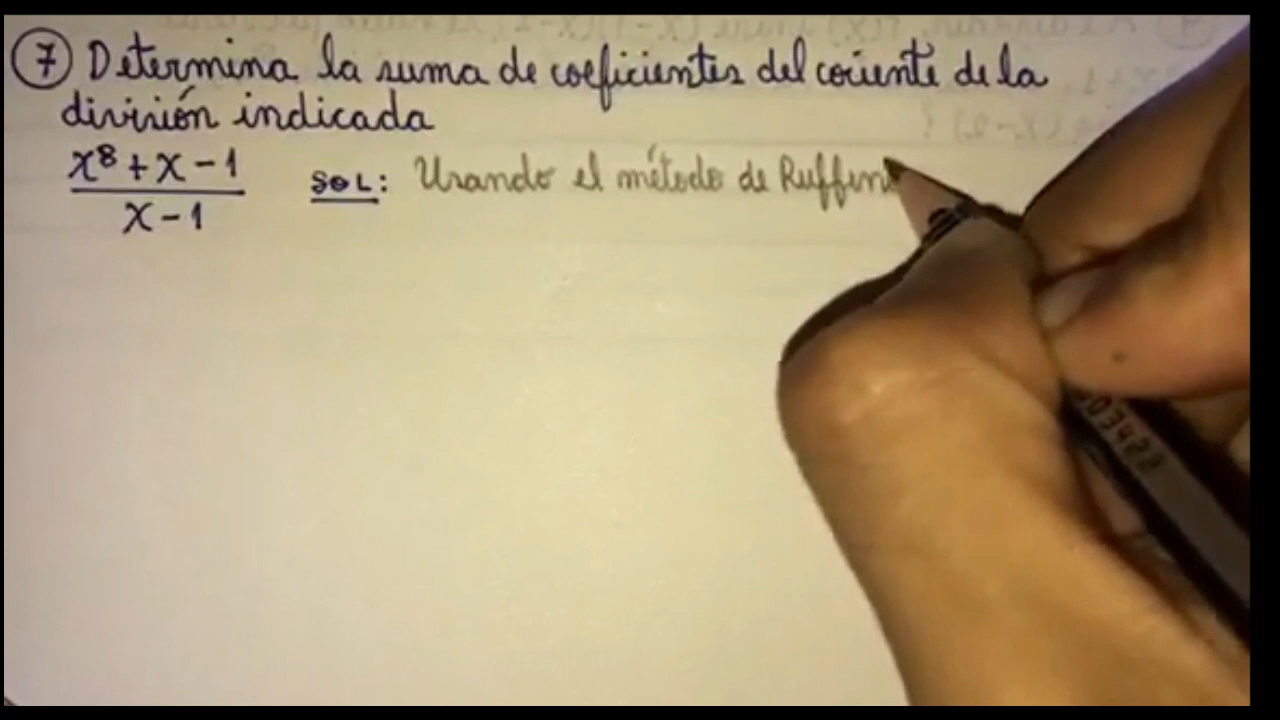 7 Determina la suma de coeficientes del cociente de la
división indicada
x⁸ + x - 1
x - 1
SOL: Usando el método de Ruffin